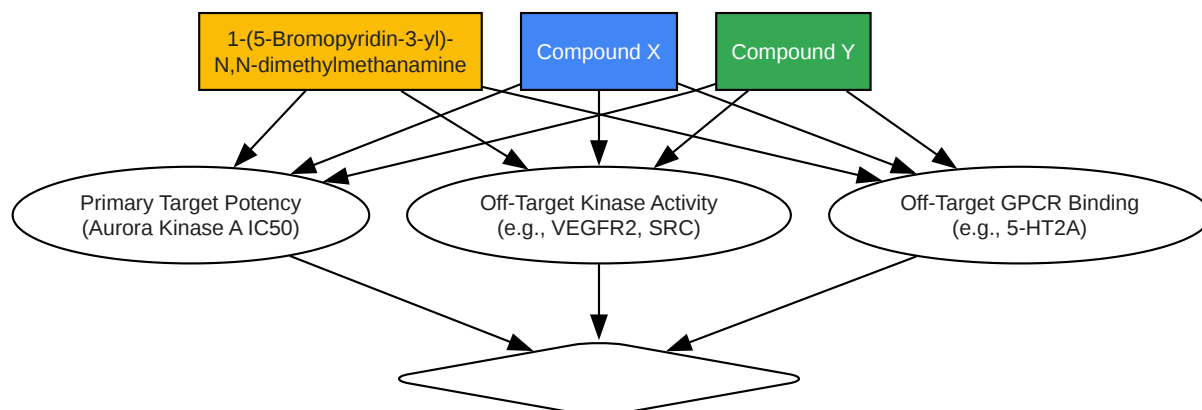 1-(5-Bromopyridin-3-yl)-
N,N-dimethylmethanamine
Compound X
Compound Y
Primary Target Potency
(Aurora Kinase A IC50)
Off-Target Kinase Activity
(e.g., VEGFR2, SRC)
Off-Target GPCR Binding
(e.g., 5-HT2A)